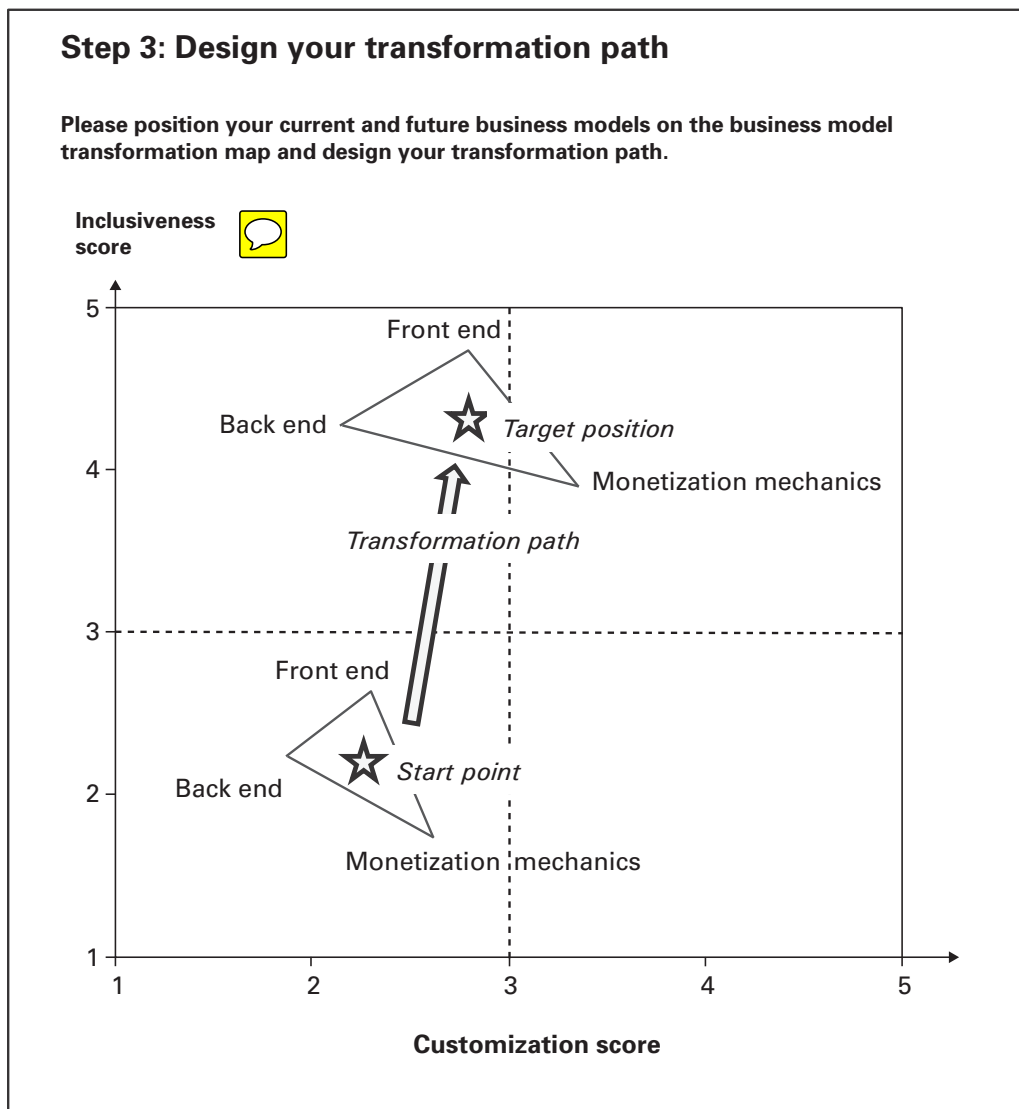 Step 3: Design your transformation path
Please position your current and future business models on the business model
transformation map and design your transformation path.
Inclusiveness
score
5
Front end
Back end
Target position
4
Monetization mechanics
Transformation path
3
Front end
Start point
2
Back end
Monetization mechanics
1
1 2 3 4 5
Customization score